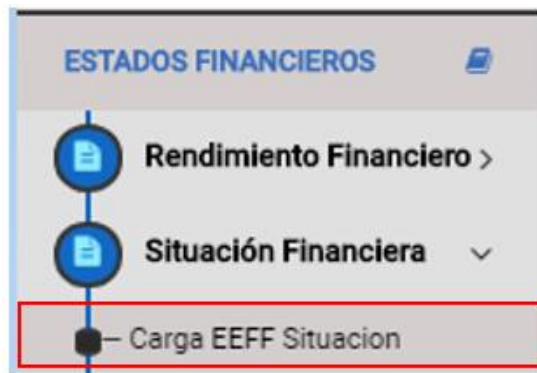 ESTADOS FINANCIEROS
Rendimiento Financiero >
Situación Financiera
Carga EEFF Situacion